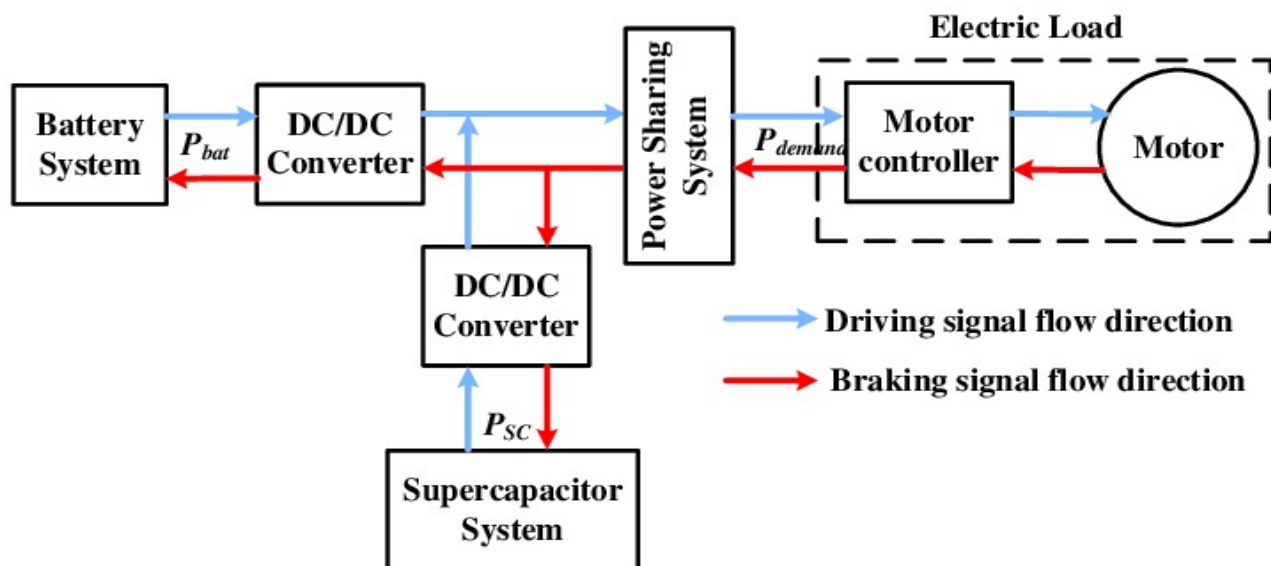 Electric Load
Battery
System
P_bat
DC/DC
Converter
Power Sharing
System
P_demand
Motor
controller
Motor
DC/DC
Converter
Driving signal flow direction
Braking signal flow direction
P_SC
Supercapacitor
System